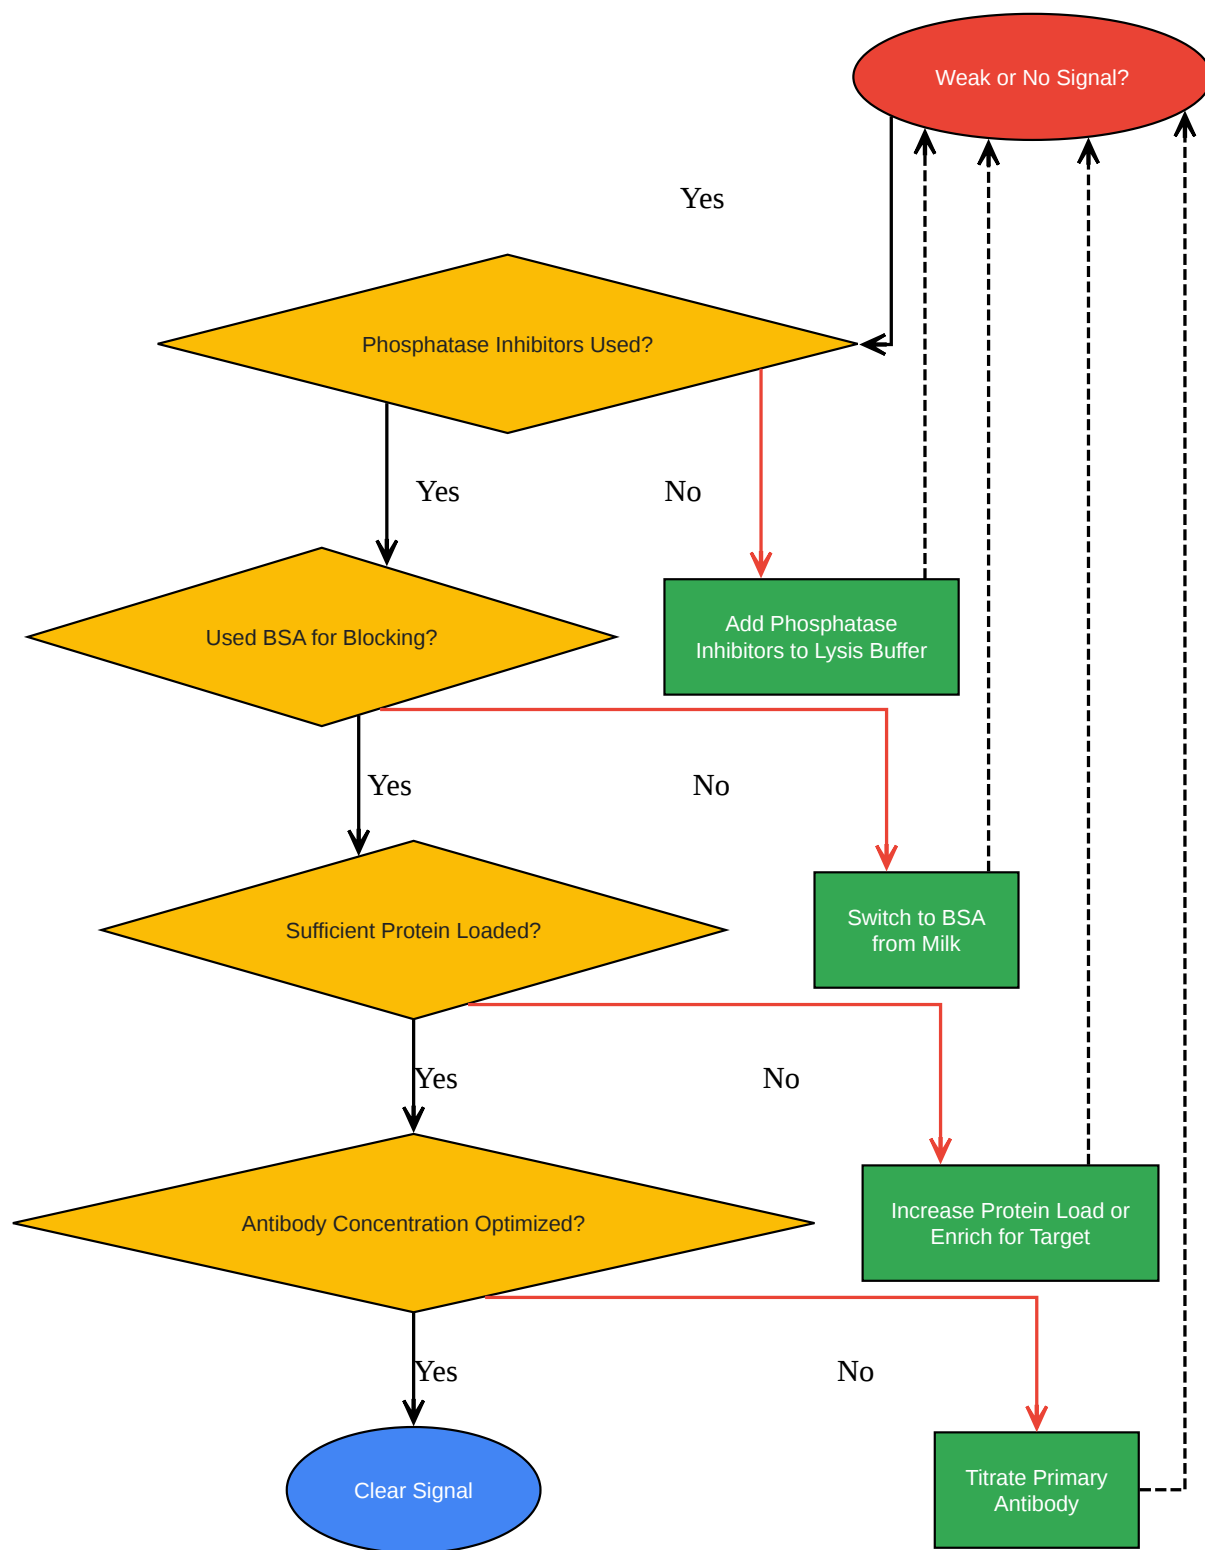 Weak or No Signal?
Yes
Phosphatase Inhibitors Used?
Yes
No
Used BSA for Blocking?
Add Phosphatase
Inhibitors to Lysis Buffer
Yes
No
Sufficient Protein Loaded?
Switch to BSA
from Milk
Yes
No
Antibody Concentration Optimized?
Increase Protein Load or
Enrich for Target
Yes
No
Clear Signal
Titrate Primary
Antibody